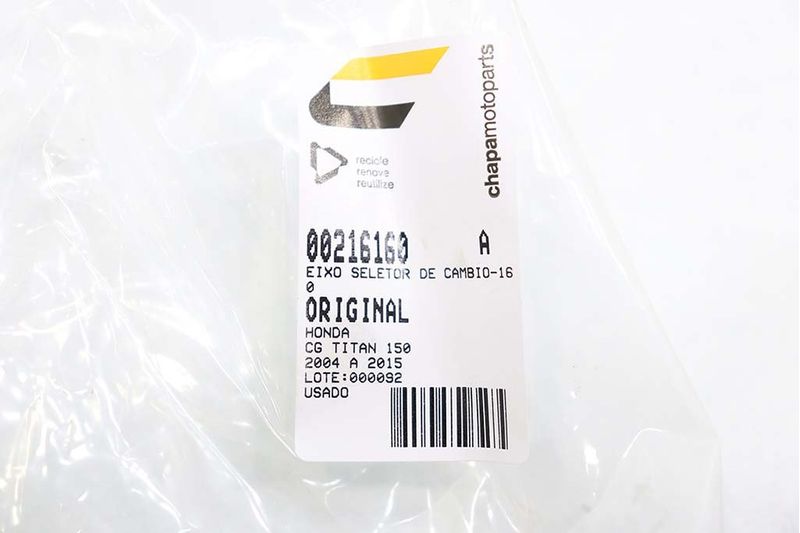 chapamotoparts
recicle
renove
reutilize
00216160 A
EIXO SELETOR DE CAMBIO-16
0
ORIGINAL
HONDA
CG TITAN 150
2004 A 2015
LOTE:000092
USADO